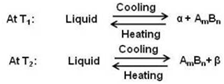 Cooling
At T₁: Liquid α + AₘBₙ
Heating
Cooling
At T₂: Liquid AₘBₙ + β
Heating